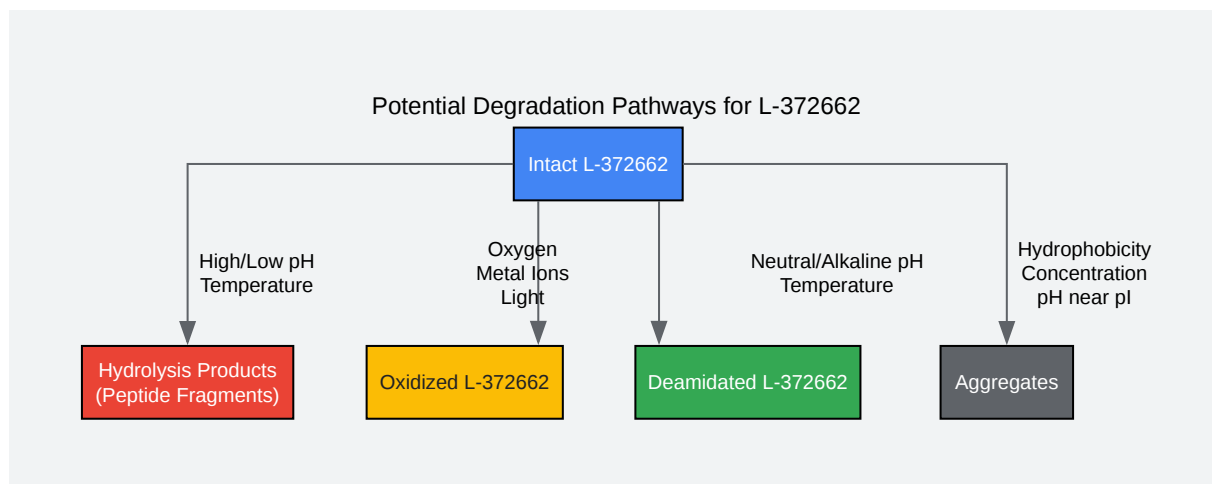 Potential Degradation Pathways for L-372662
Intact L-372662
High/Low pH
Temperature
Oxygen
Metal Ions
Light
Neutral/Alkaline pH
Temperature
Hydrophobicity
Concentration
pH near pI
Hydrolysis Products
(Peptide Fragments)
Oxidized L-372662
Deamidated L-372662
Aggregates